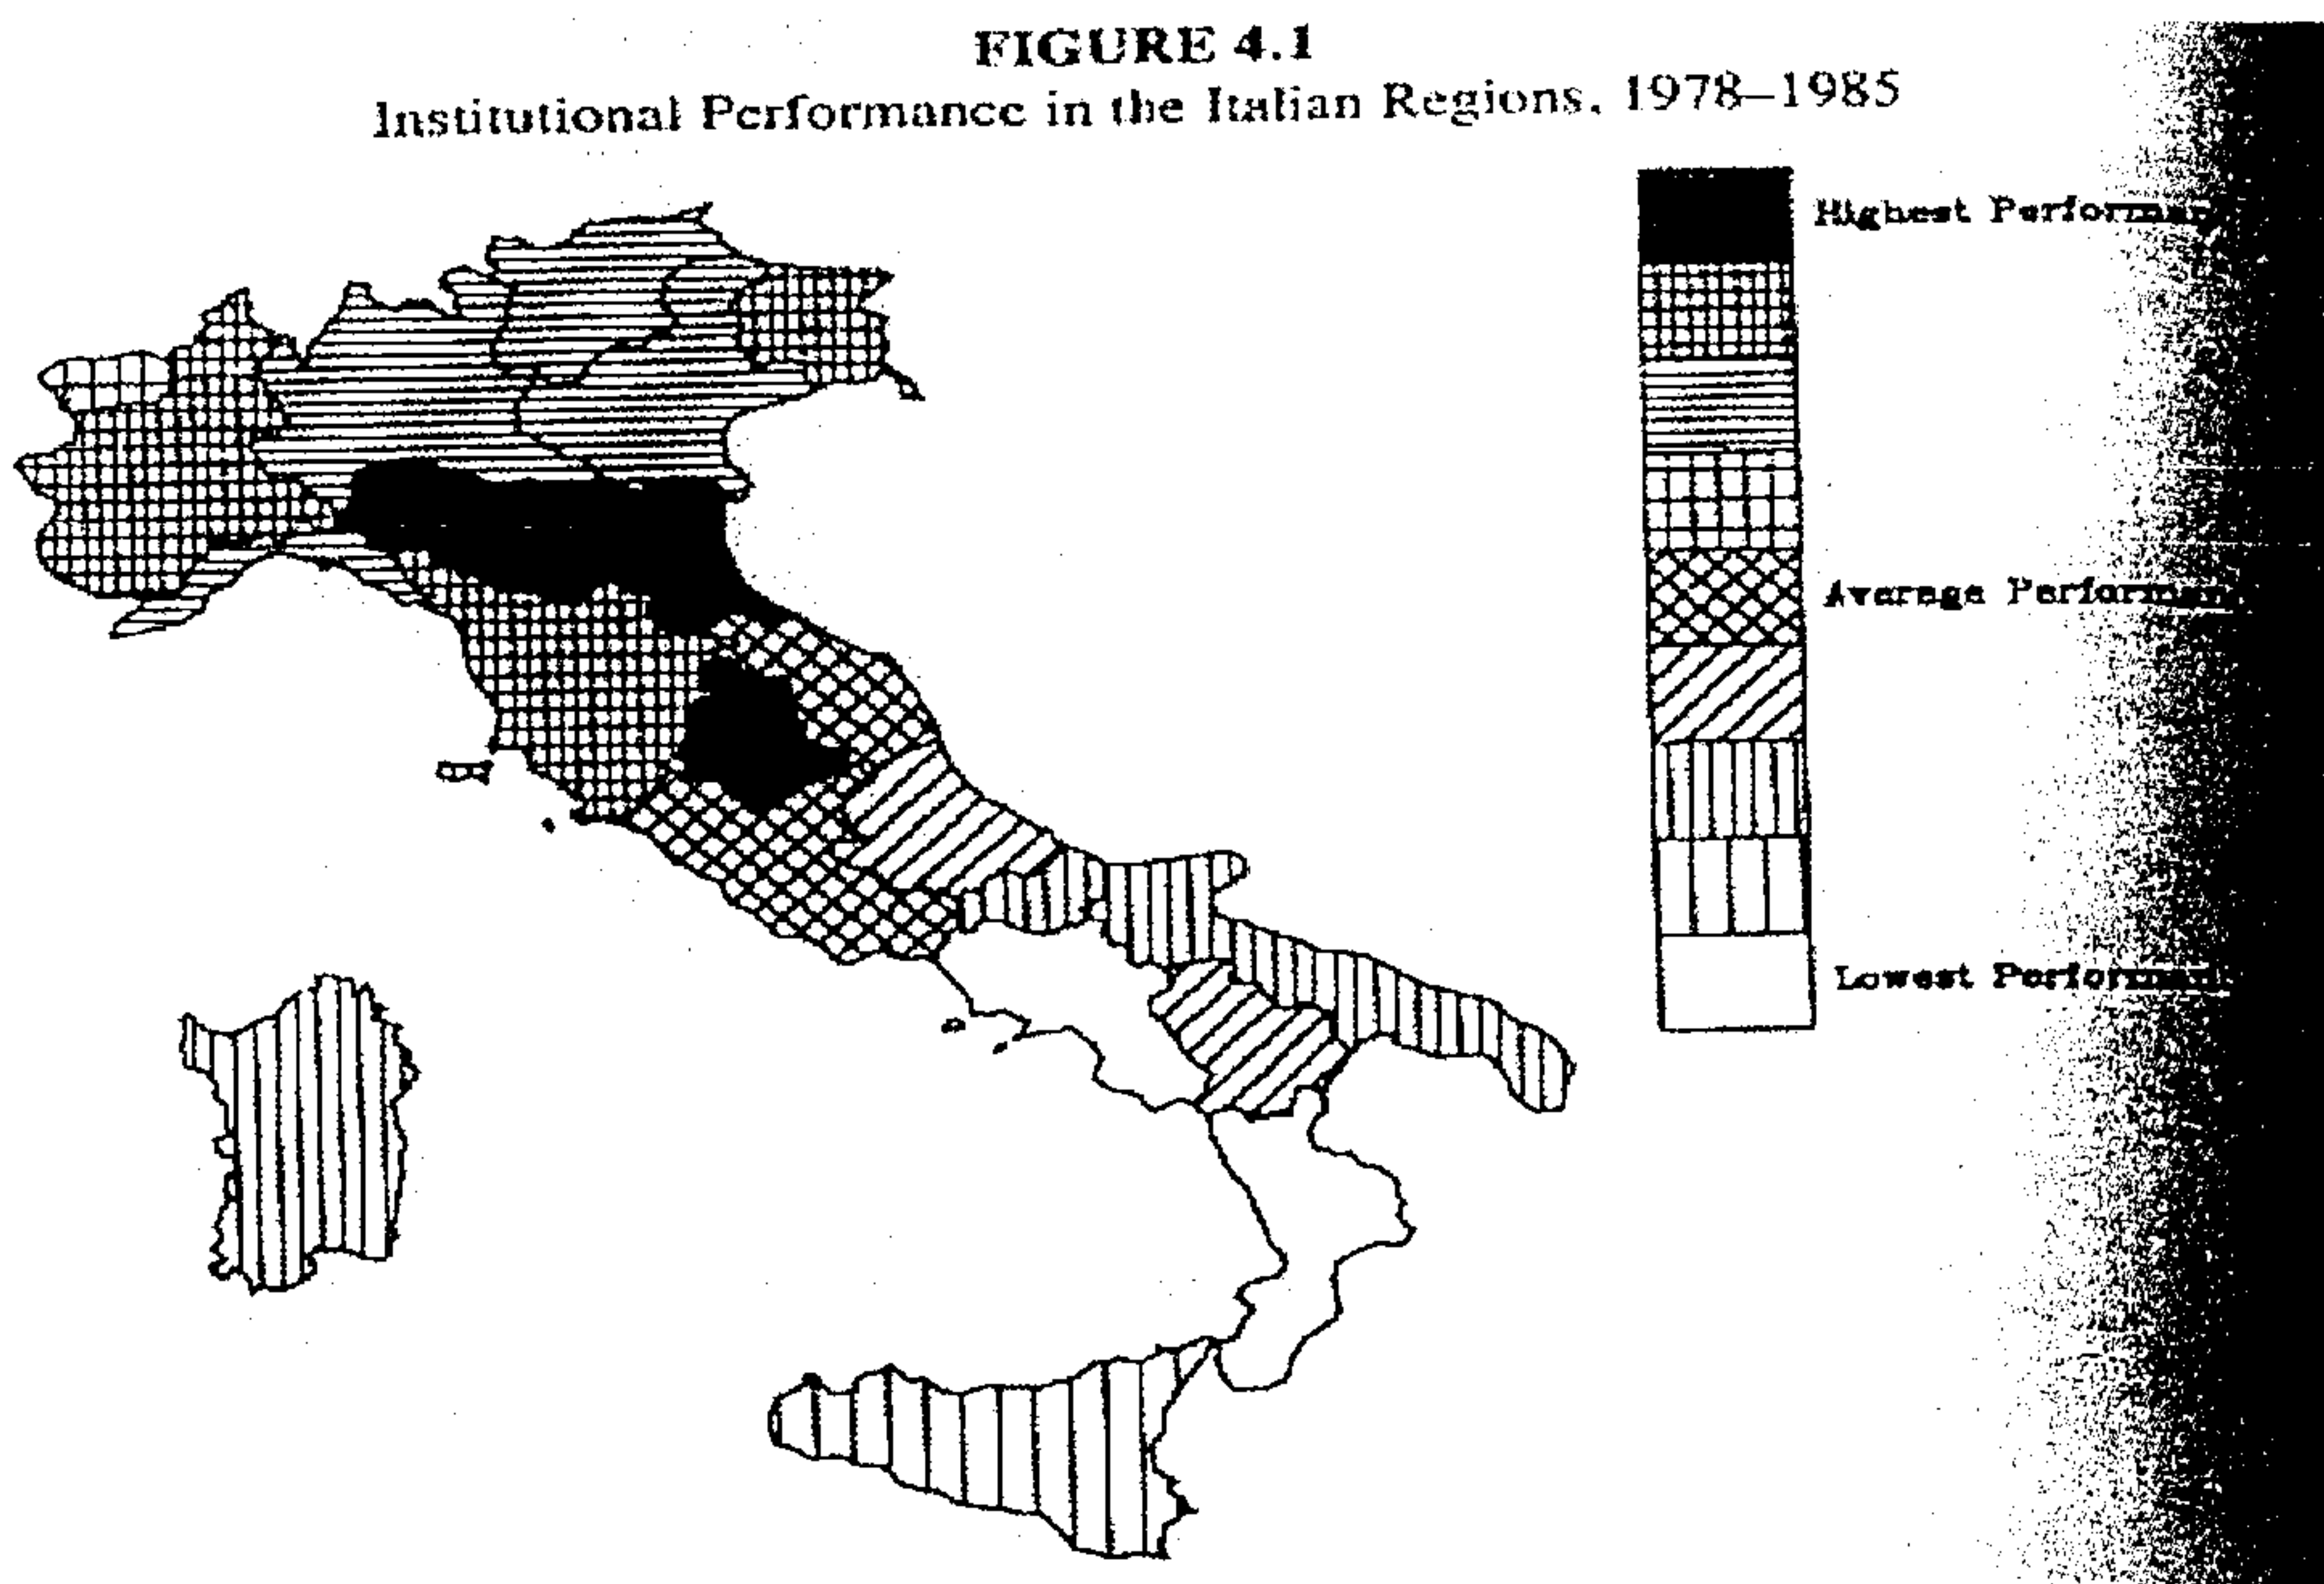 FIGURE 4.1
Institutional Performance in the Italian Regions, 1978–1985
Highest
Average
Lowest